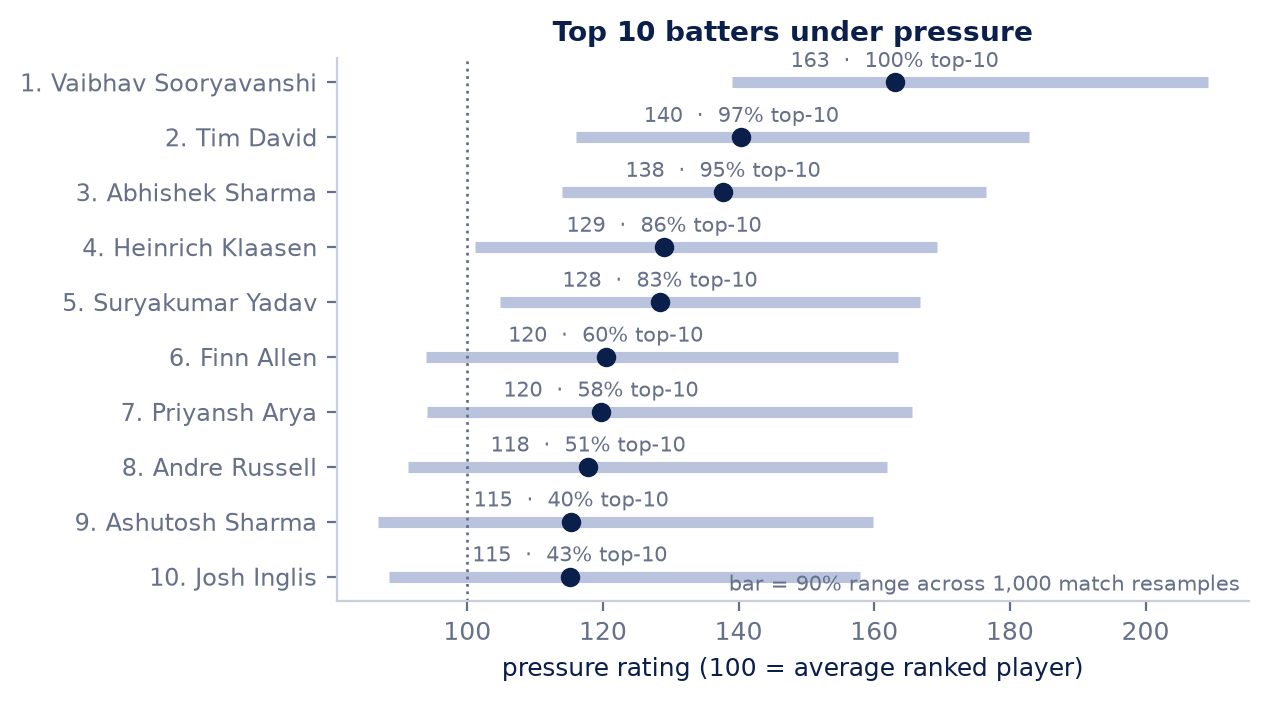 Top 10 batters under pressure
1. Vaibhav Sooryavanshi
163 · 100% top-10
2. Tim David
140 · 97% top-10
3. Abhishek Sharma
138 · 95% top-10
4. Heinrich Klaasen
129 · 86% top-10
5. Suryakumar Yadav
128 · 83% top-10
6. Finn Allen
120 · 60% top-10
7. Priyansh Arya
120 · 58% top-10
8. Andre Russell
118 · 51% top-10
9. Ashutosh Sharma
115 · 40% top-10
10. Josh Inglis
115 · 43% top-10
bar = 90% range across 1,000 match resamples
100 120 140 160 180 200
pressure rating (100 = average ranked player)